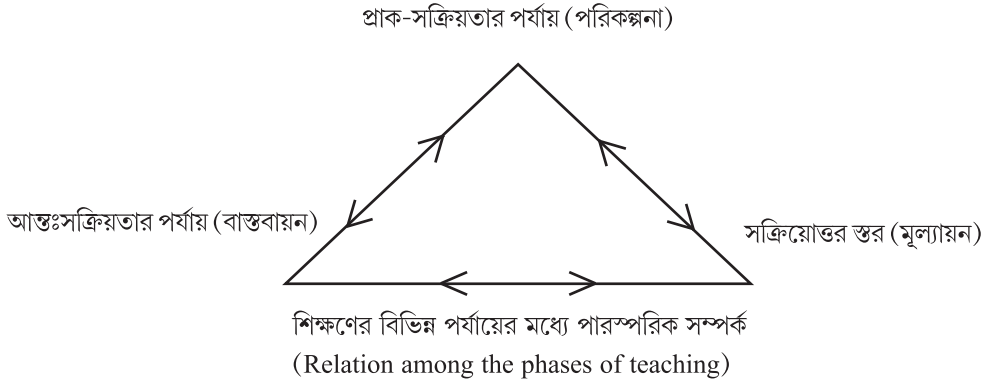 প্রাক-সক্রিয়তার পর্যায় (পরিকল্পনা)
আন্তঃসক্রিয়তার পর্যায় (বাস্তবায়ন)
সক্রিয়োত্তর স্তর (মূল্যায়ন)
শিক্ষণের বিভিন্ন পর্যায়ের মধ্যে পারস্পরিক সম্পর্ক
(Relation among the phases of teaching)